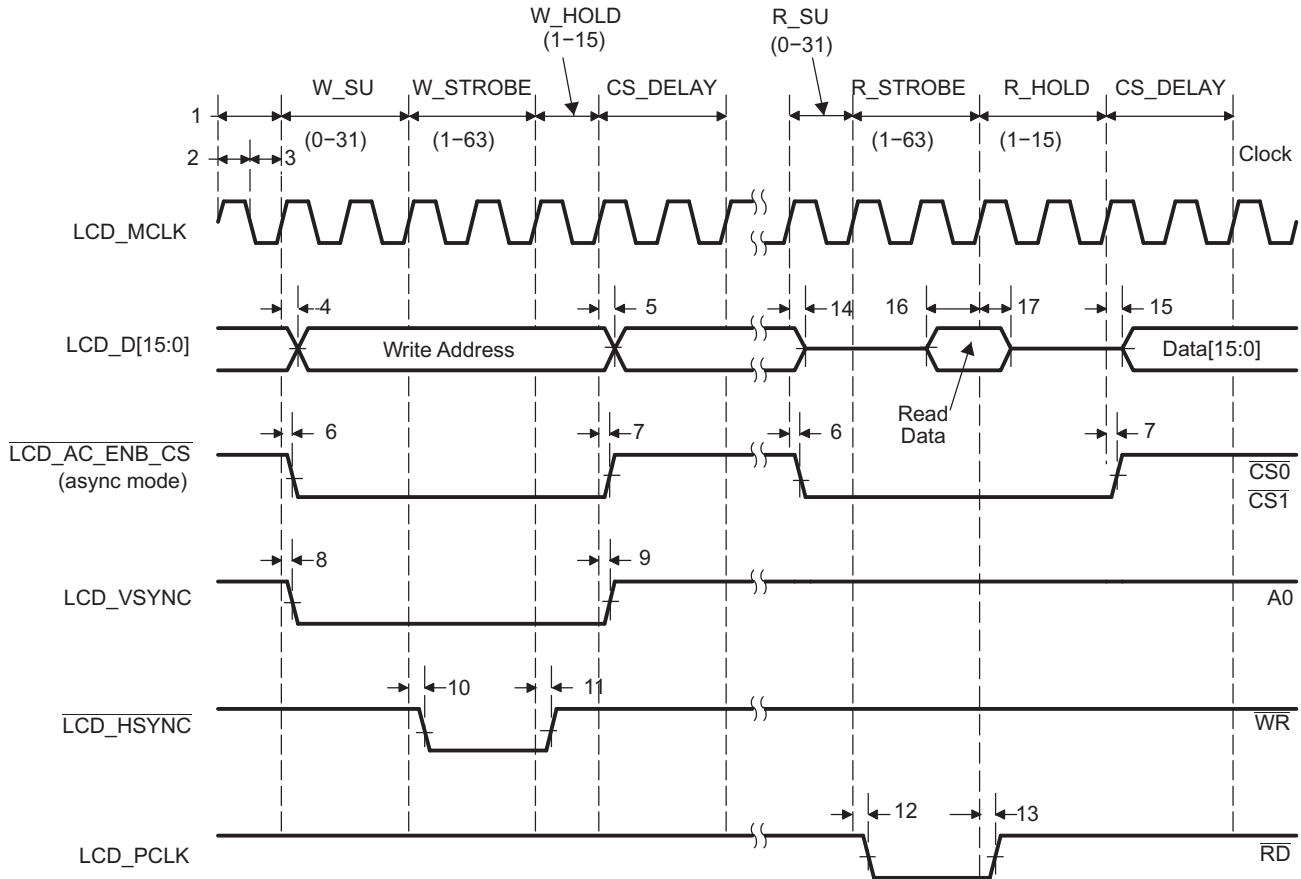 W_HOLD
(1−15)
R_SU
(0−31)
W_SU
W_STROBE
CS_DELAY
R_STROBE
R_HOLD
CS_DELAY
1
(0−31)
(1−63)
(1−63)
(1−15)
2
3
Clock
LCD_MCLK
4
5
14
16
17
15
LCD_D[15:0]
Write Address
Data[15:0]
Read
Data
6
7
6
7
LCD_AC_ENB_CS
(async mode)
CS0
CS1
8
9
LCD_VSYNC
A0
10
11
LCD_HSYNC
WR
12
13
LCD_PCLK
RD